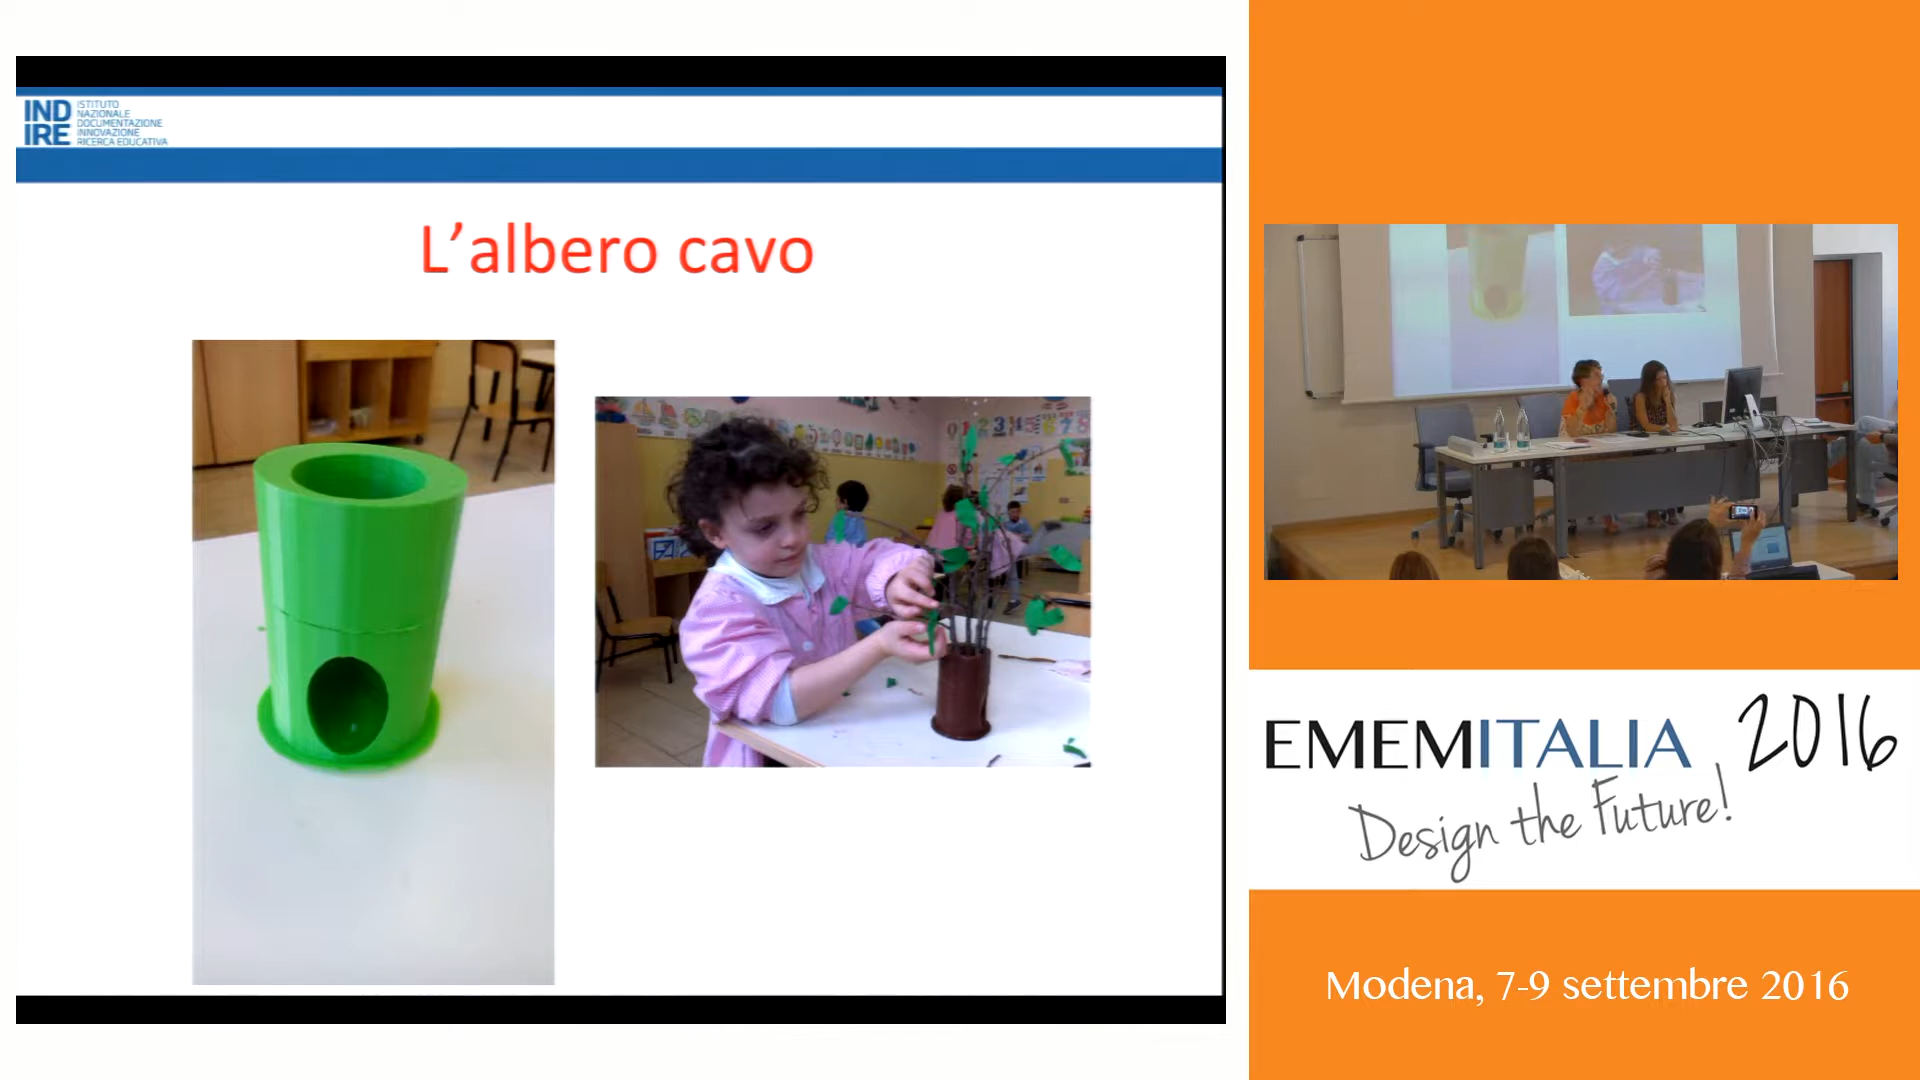 IND
IRE
ISTITUTO
NAZIONALE
DOCUMENTAZIONE
INNOVAZIONE
RICERCA EDUCATIVA
L’albero cavo
EMEMITALIA 2016
Design the Future!
Modena, 7-9 settembre 2016